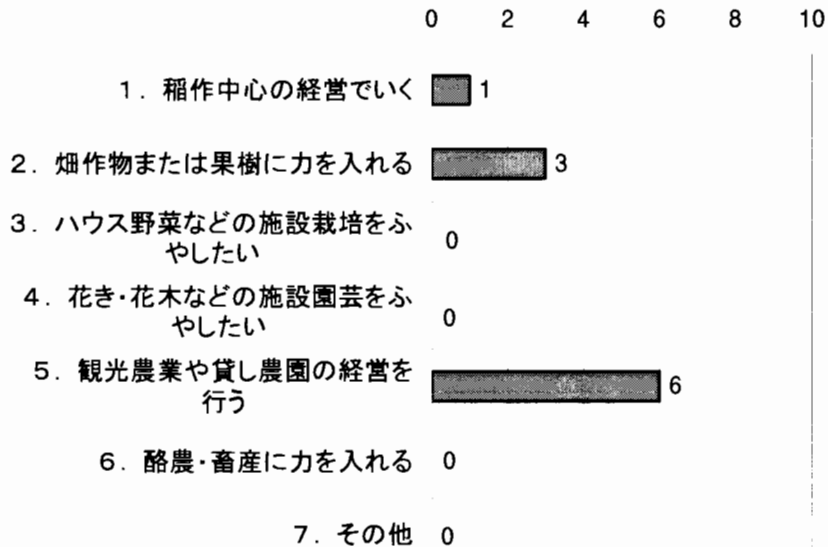 0 2 4 6 8 10
1. 稲作中心の経営でいく 1
2. 畑作物または果樹に力を入れる 3
3. ハウス野菜などの施設栽培をふ
やしたい 0
4. 花き・花木などの施設園芸をふ
やしたい 0
5. 観光農業や貸し農園の経営を
行う 6
6. 酪農・畜産に力を入れる 0
7. その他 0